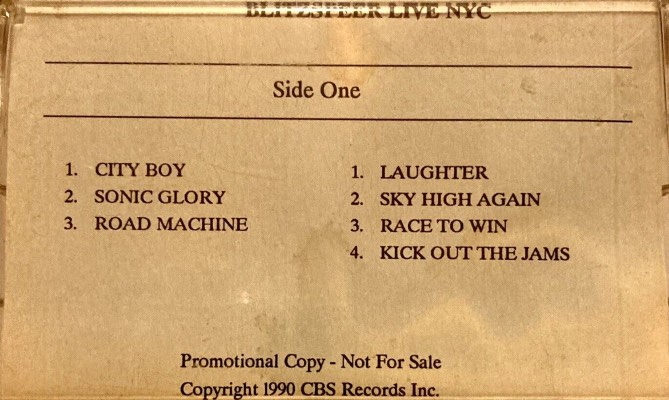 BLITZSPEER LIVE NYC
Side One
1. CITY BOY
2. SONIC GLORY
3. ROAD MACHINE
1. LAUGHTER
2. SKY HIGH AGAIN
3. RACE TO WIN
4. KICK OUT THE JAMS
Promotional Copy - Not For Sale
Copyright 1990 CBS Records Inc.